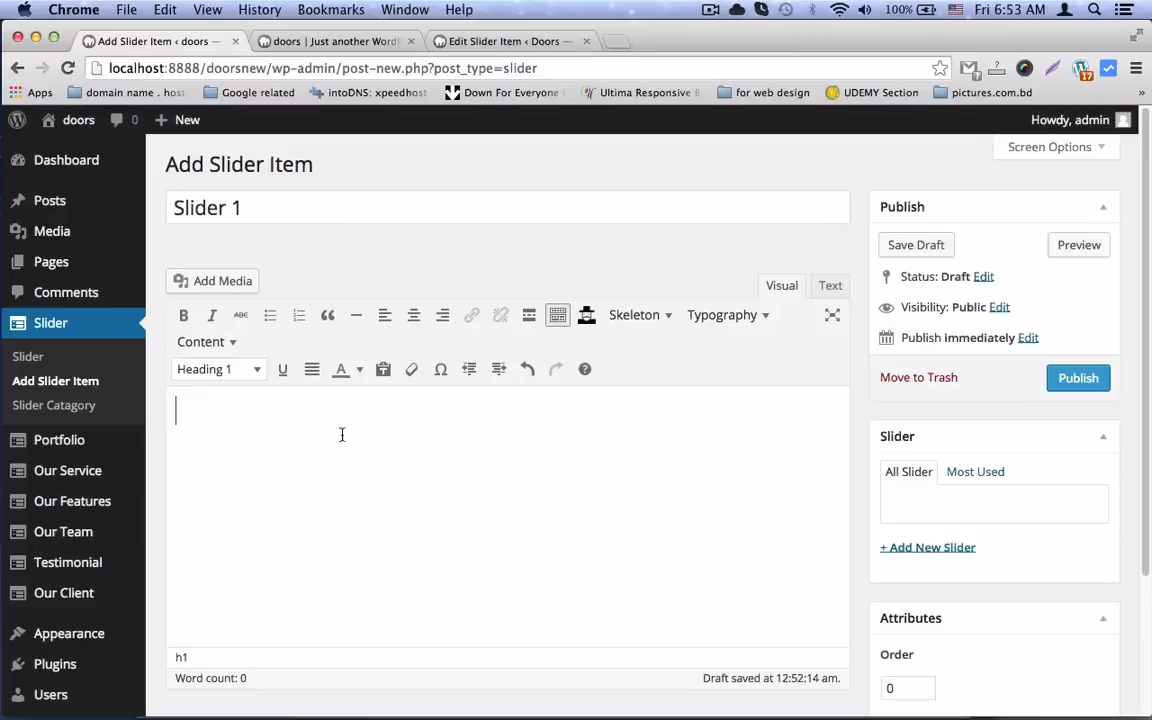 Chrome File Edit View History Bookmarks Window Help 100% Fri 6:53 AM
Add Slider Item ‹ doors — doors | Just another Word Edit Slider Item ‹ Doors —
localhost:8888/doorsnew/wp-admin/post-new.php?post_type=slider 17
Apps domain name . host Google related intoDNS: xpeedhost Down For Everyone Ultima Responsive for web design UDEMY Section pictures.com.bd »
doors 0 New Howdy, admin
Screen Options
Dashboard
Posts
Media
Pages
Comments
Slider
Slider
Add Slider Item
Slider Catagory
Portfolio
Our Service
Our Features
Our Team
Testimonial
Our Client
Appearance
Plugins
Users
Add Slider Item
Slider 1
Add Media Visual Text
B I ABC Skeleton Typography
Content
Heading 1 U A Ω ?
h1
Word count: 0 Draft saved at 12:52:14 am.
Publish
Save Draft Preview
Status: Draft Edit
Visibility: Public Edit
Publish immediately Edit
Move to Trash Publish
Slider
All Slider Most Used
+ Add New Slider
Attributes
Order
0